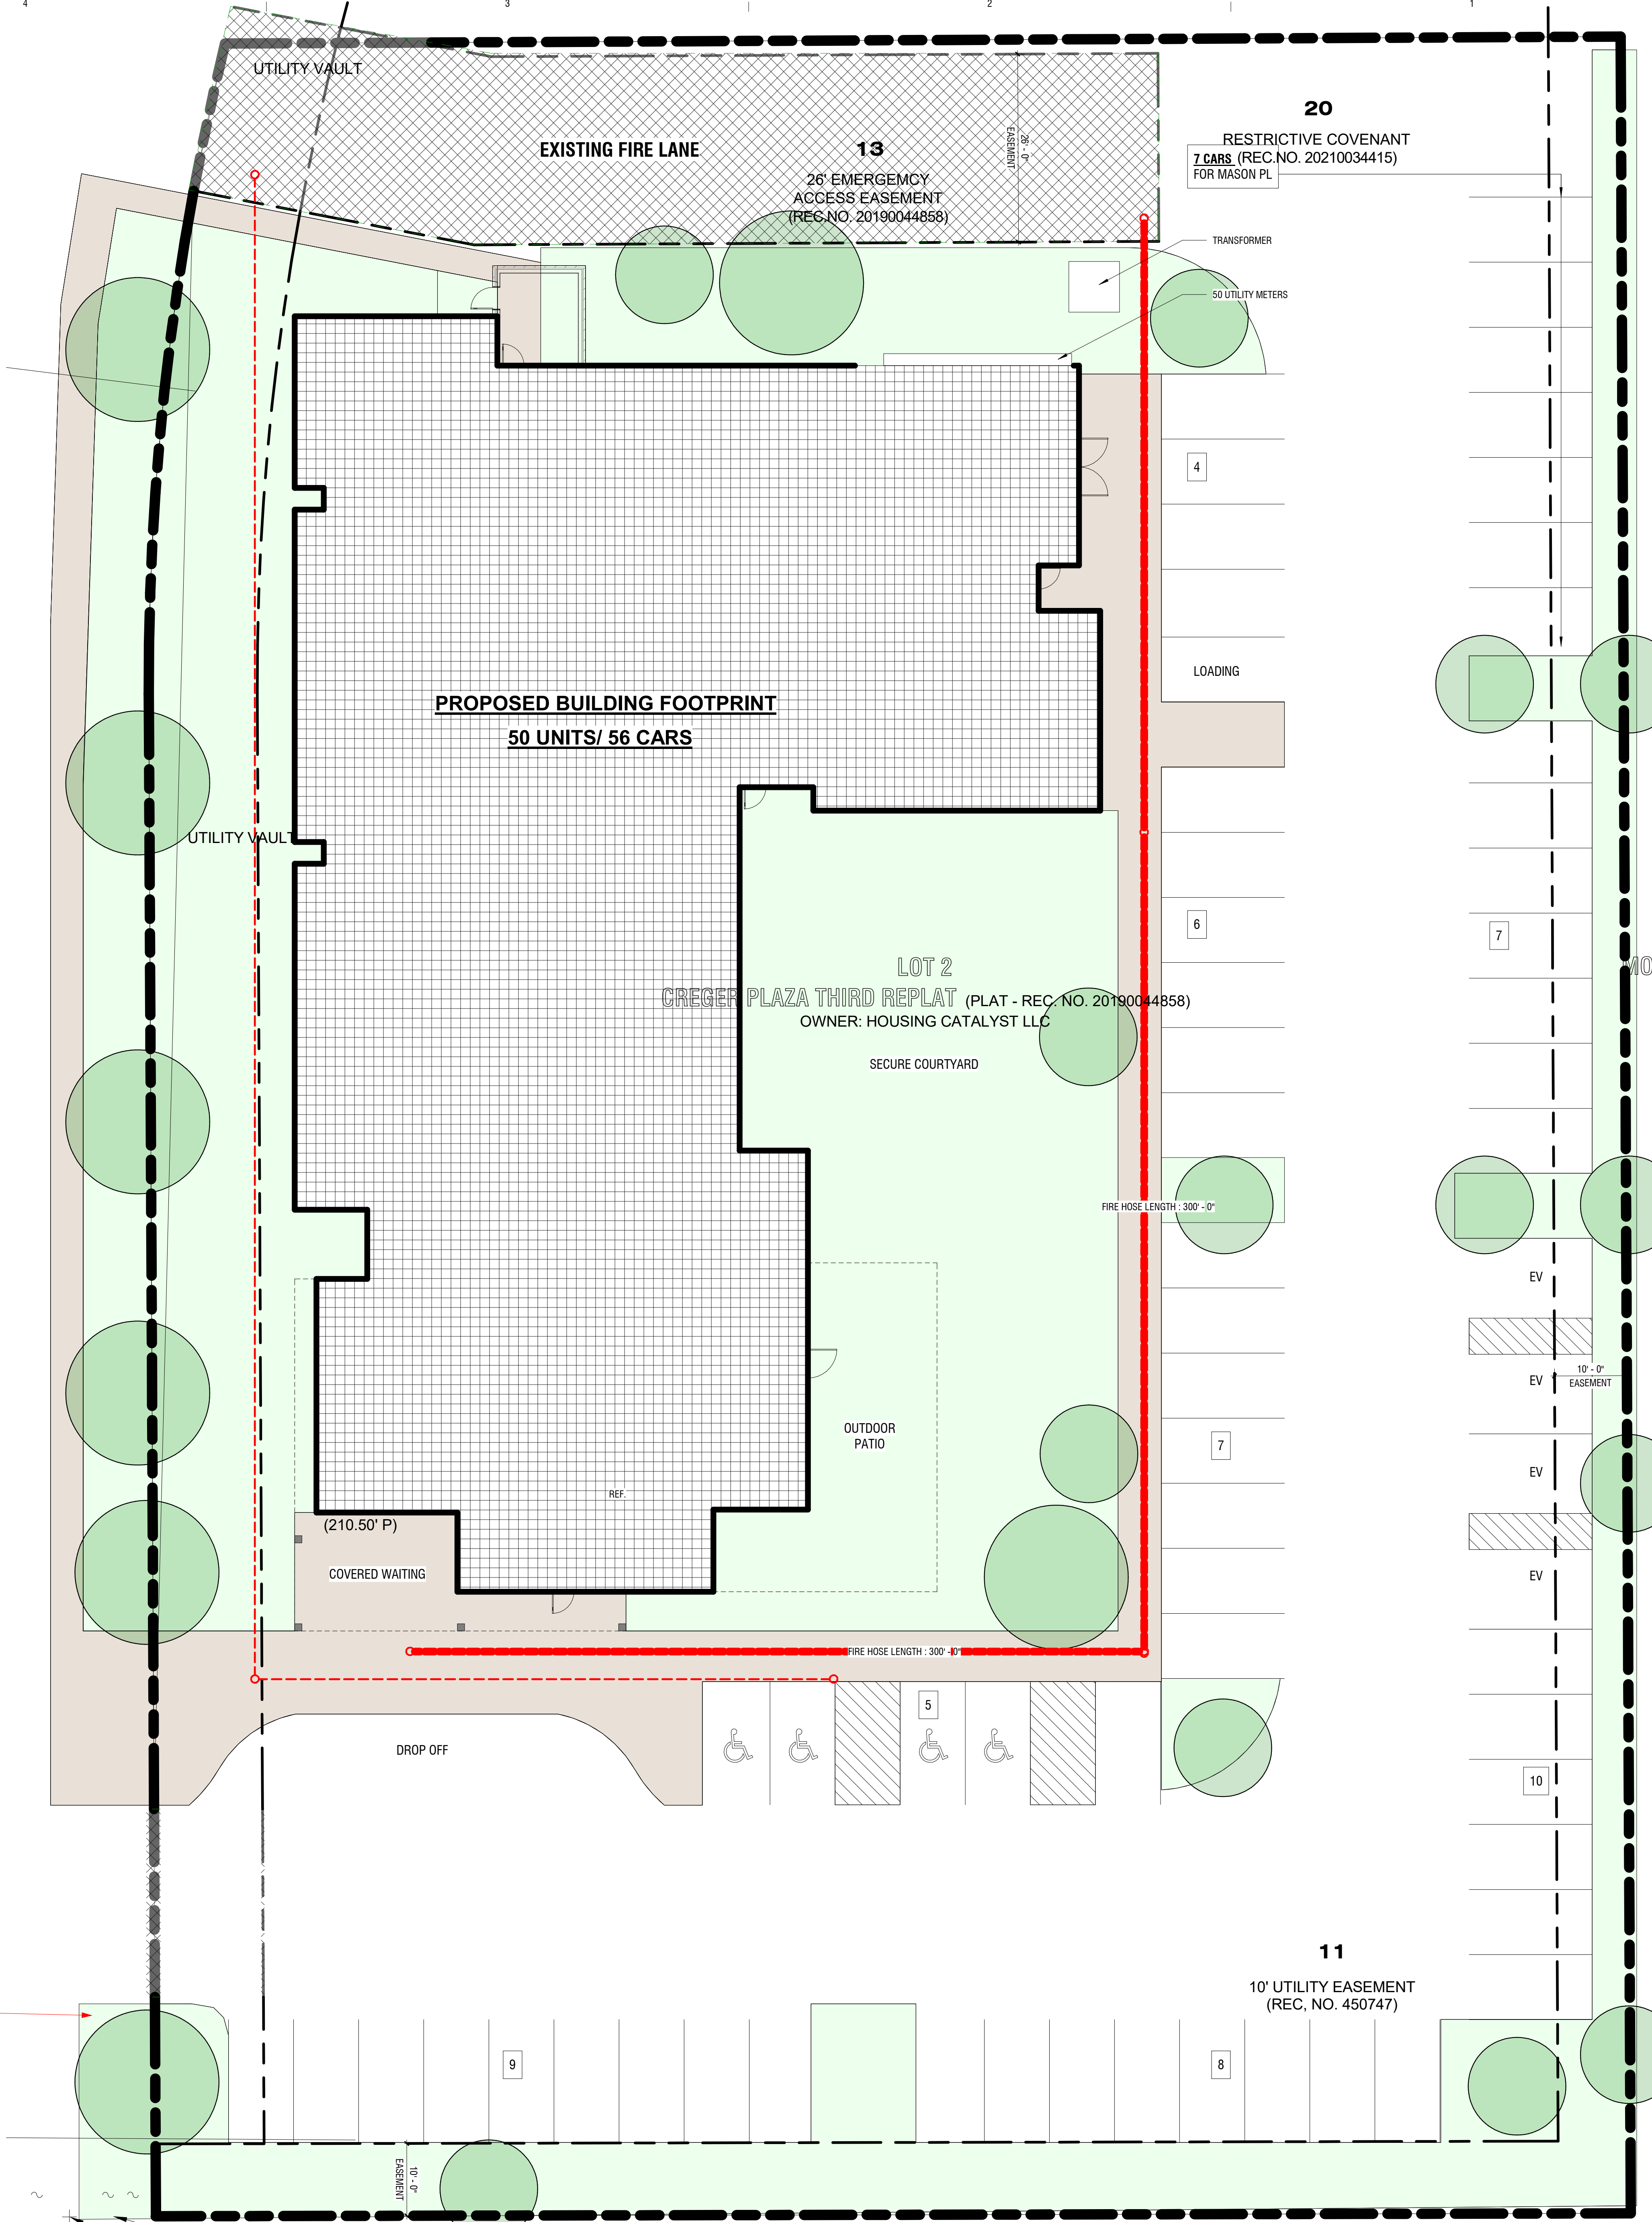 4
3
2
1
UTILITY VAULT
EXISTING FIRE LANE
13
26' EMERGEMCY
ACCESS EASEMENT
(REC.NO. 20190044858)
26' - 0"
EASEMENT
20
RESTRICTIVE COVENANT
(REC.NO. 20210034415)
7 CARS
FOR MASON PL
TRANSFORMER
50 UTILITY METERS
4
LOADING
PROPOSED BUILDING FOOTPRINT
50 UNITS/ 56 CARS
UTILITY VAULT
6
7
LOT 2
CREGER PLAZA THIRD REPLAT (PLAT - REC. NO. 20190044858)
OWNER: HOUSING CATALYST LLC
MO
SECURE COURTYARD
FIRE HOSE LENGTH : 300' - 0"
EV
10' - 0"
EASEMENT
EV
OUTDOOR
PATIO
7
EV
REF.
(210.50' P)
COVERED WAITING
EV
FIRE HOSE LENGTH : 300' - 0"
5
DROP OFF
10
11
10' UTILITY EASEMENT
(REC, NO. 450747)
9
8
10' - 0"
EASEMENT